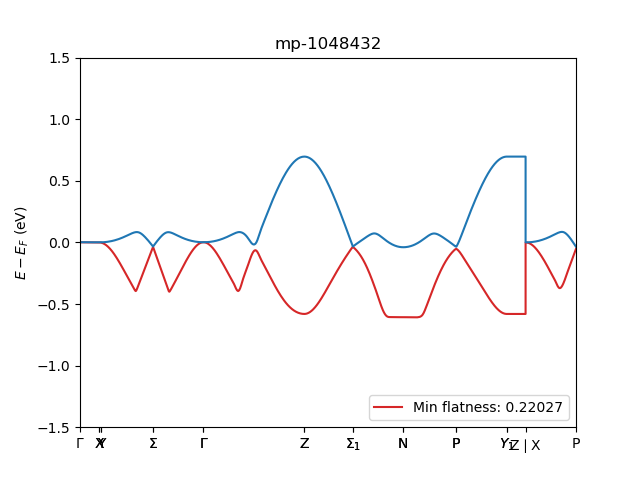 mp-1048432
E − E_F (eV)
1.5
1.0
0.5
0.0
−0.5
−1.0
−1.5
Min flatness: 0.22027
Γ X Y Σ Γ Z Σ₁ N P Y₁ Z | X P